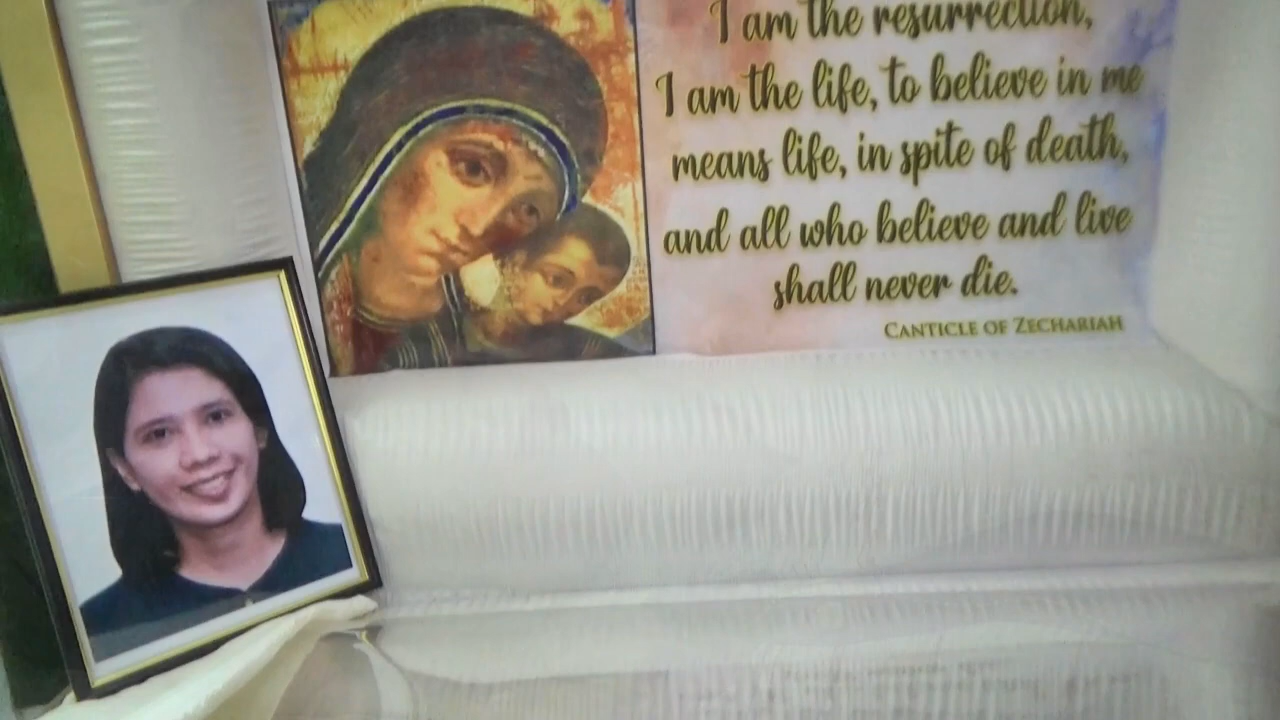 I am the resurrection,
I am the life, to believe in me
means life, in spite of death,
and all who believe and live
shall never die.
CANTICLE OF ZECHARIAH